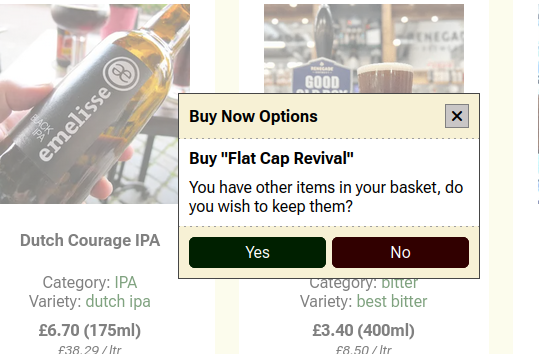 BLACK
IPA
emelisse
æ
RENEGADE
GOOD
Buy Now Options
Buy "Flat Cap Revival"
You have other items in your basket, do
you wish to keep them?
Yes
No
Dutch Courage IPA
Category: IPA
Variety: dutch ipa
£6.70 (175ml)
£38.29 / ltr
Category: bitter
Variety: best bitter
£3.40 (400ml)
£8.50 / ltr